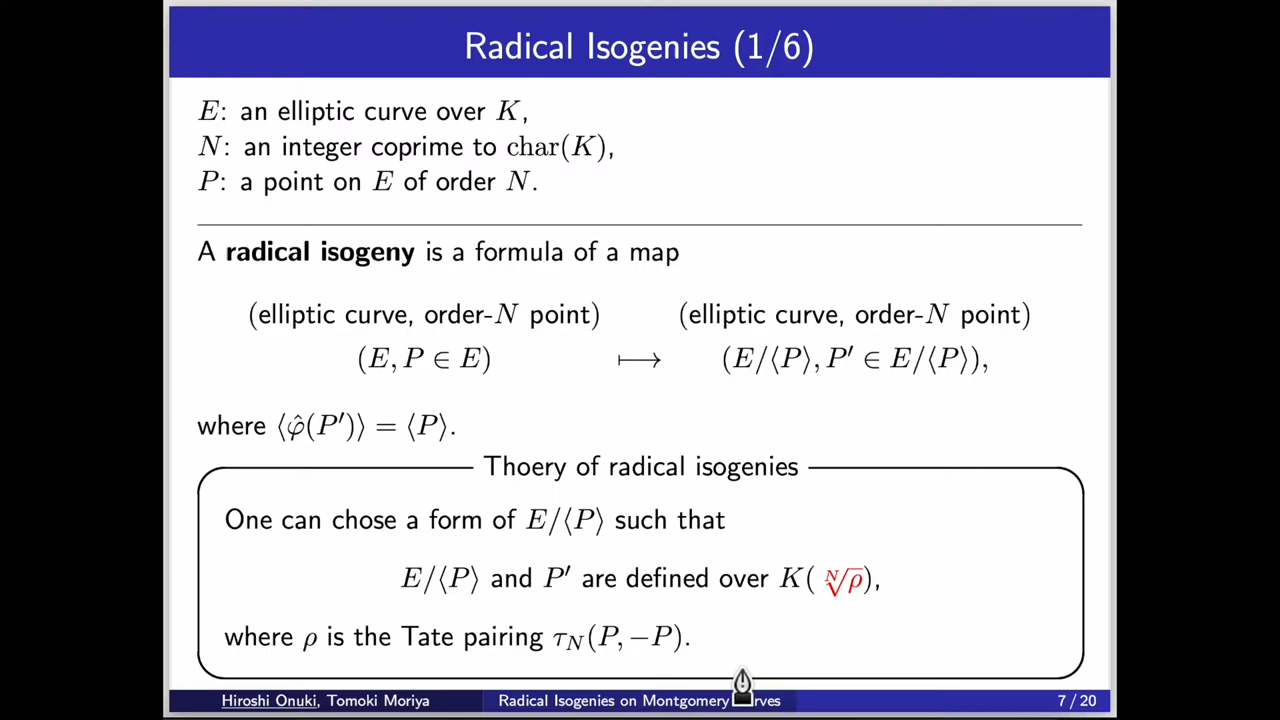 Radical Isogenies (1/6)
E: an elliptic curve over K,
N: an integer coprime to char(K),
P: a point on E of order N.
A radical isogeny is a formula of a map
(elliptic curve, order-N point) (elliptic curve, order-N point)
(E, P ∈ E) ⟼ (E/⟨P⟩, P′ ∈ E/⟨P⟩),
where ⟨φ̂(P′)⟩ = ⟨P⟩.
Thoery of radical isogenies
One can chose a form of E/⟨P⟩ such that
E/⟨P⟩ and P′ are defined over K( ᴺ√ρ),
where ρ is the Tate pairing τ_N(P, −P).
Hiroshi Onuki, Tomoki Moriya Radical Isogenies on Montgomery 7 / 20